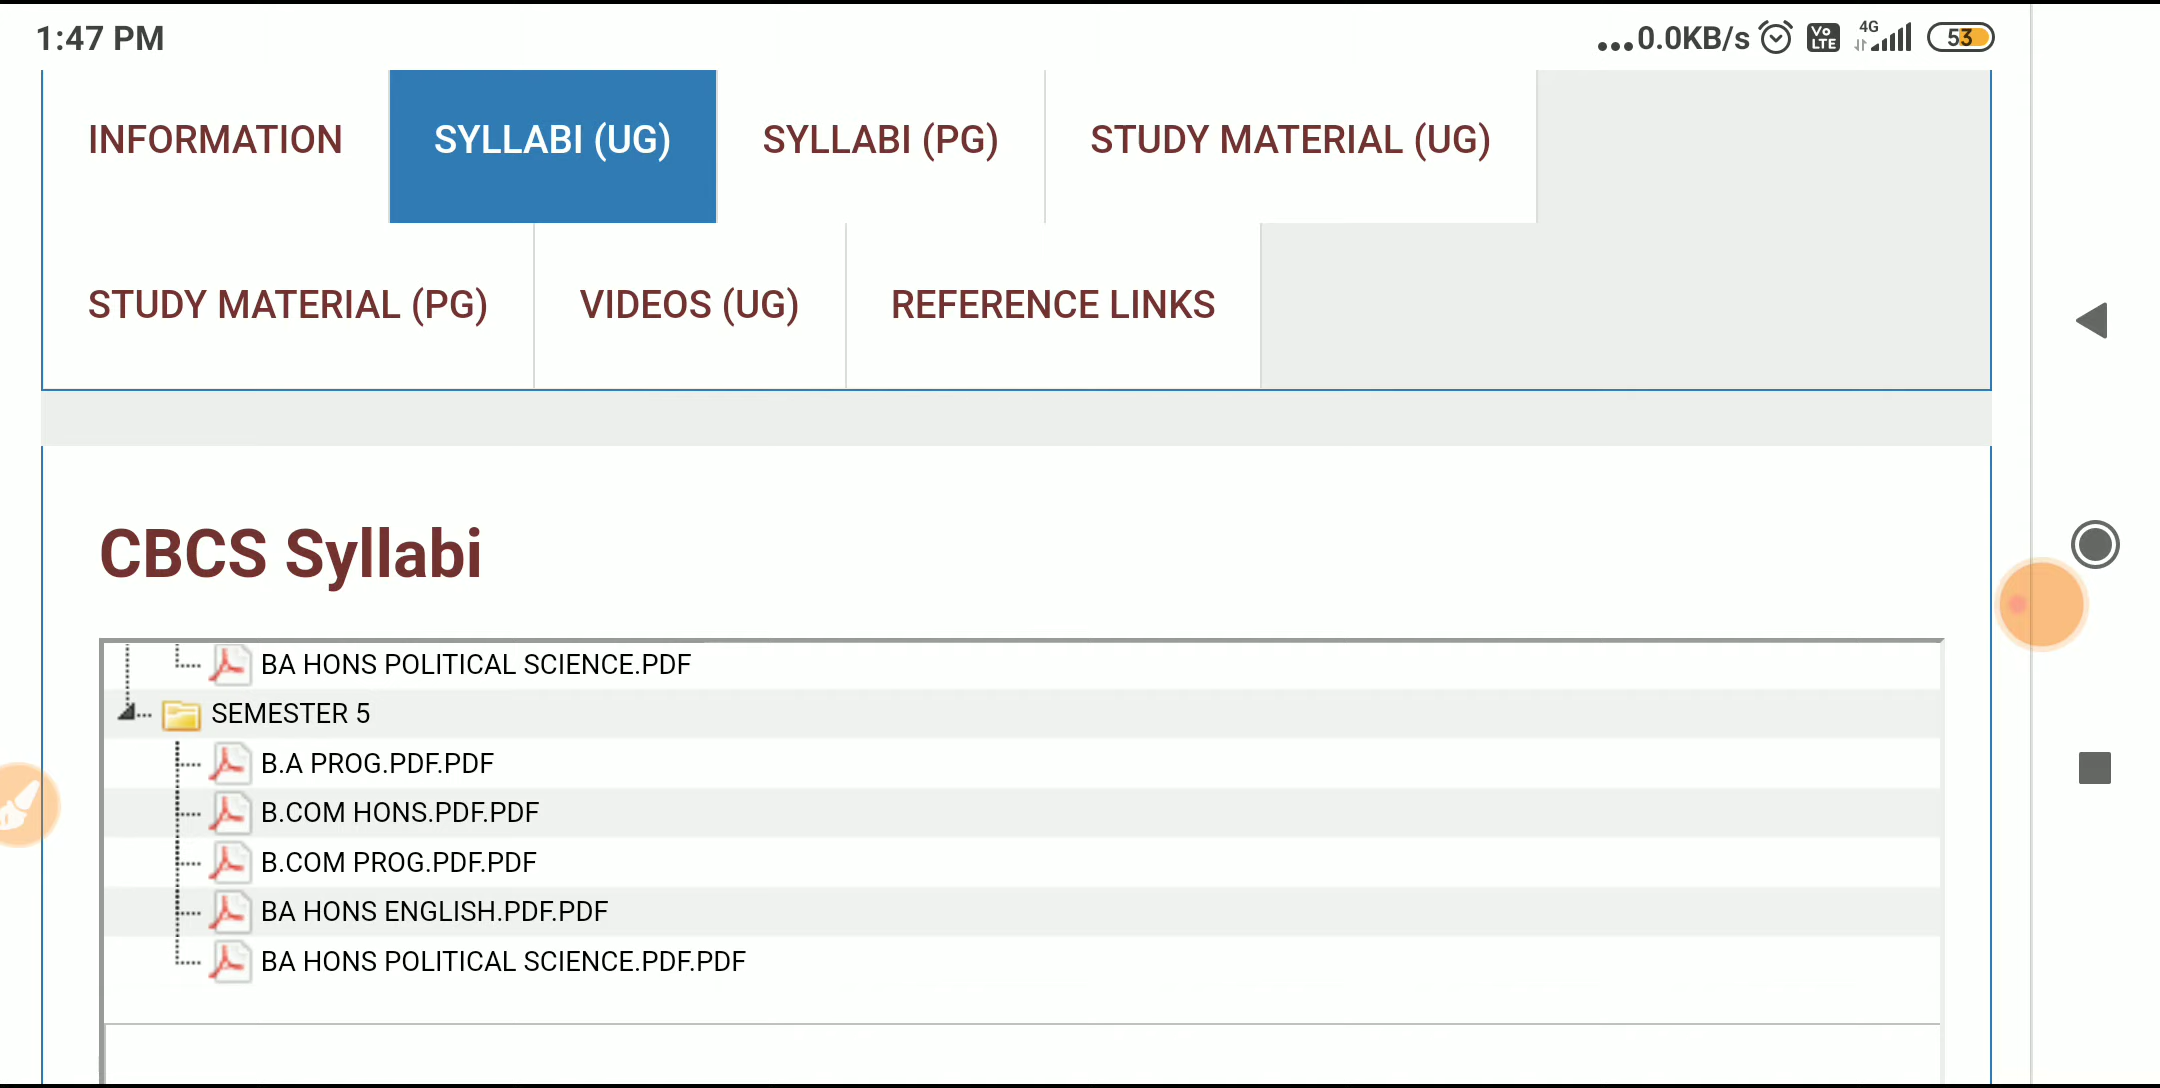 1:47 PM
...0.0KB/s Vo LTE 4G 53
INFORMATION SYLLABI (UG) SYLLABI (PG) STUDY MATERIAL (UG)
STUDY MATERIAL (PG) VIDEOS (UG) REFERENCE LINKS
CBCS Syllabi
BA HONS POLITICAL SCIENCE.PDF
SEMESTER 5
B.A PROG.PDF.PDF
B.COM HONS.PDF.PDF
B.COM PROG.PDF.PDF
BA HONS ENGLISH.PDF.PDF
BA HONS POLITICAL SCIENCE.PDF.PDF